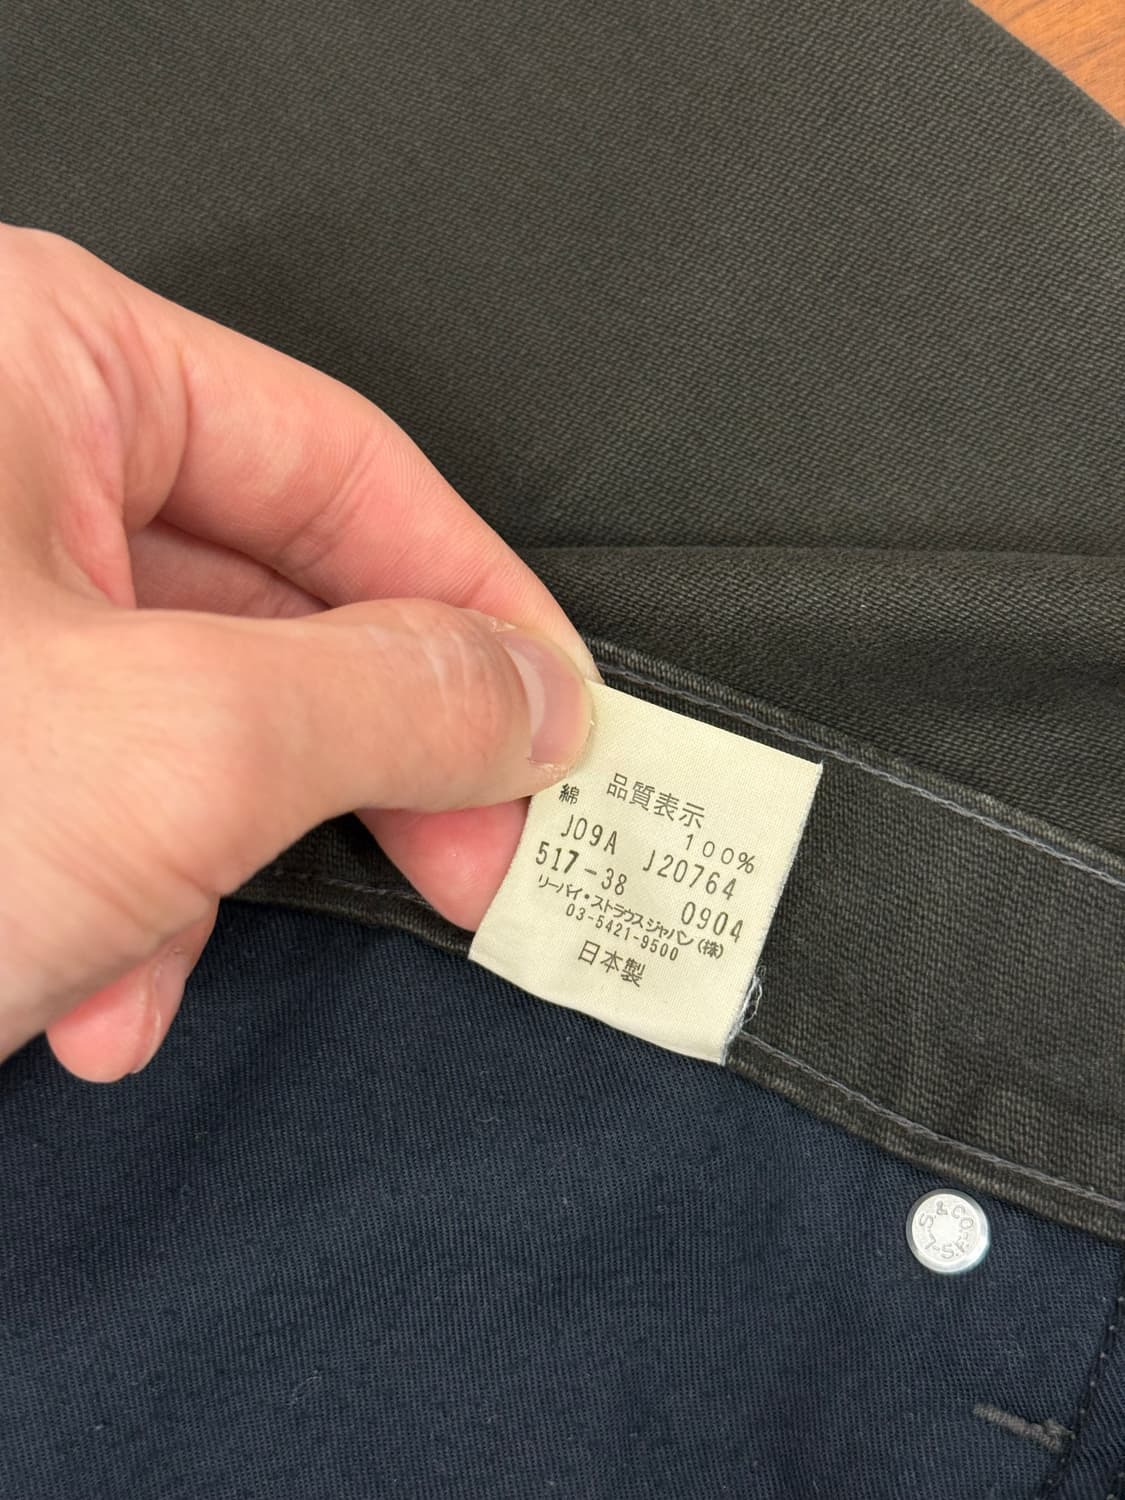 品質表示
綿 100%
J09A J20764
517-38 0904
リーバイ・ストラウスジャパン(株)
03-5421-9500
日本製
L.S.&CO.-S.F.